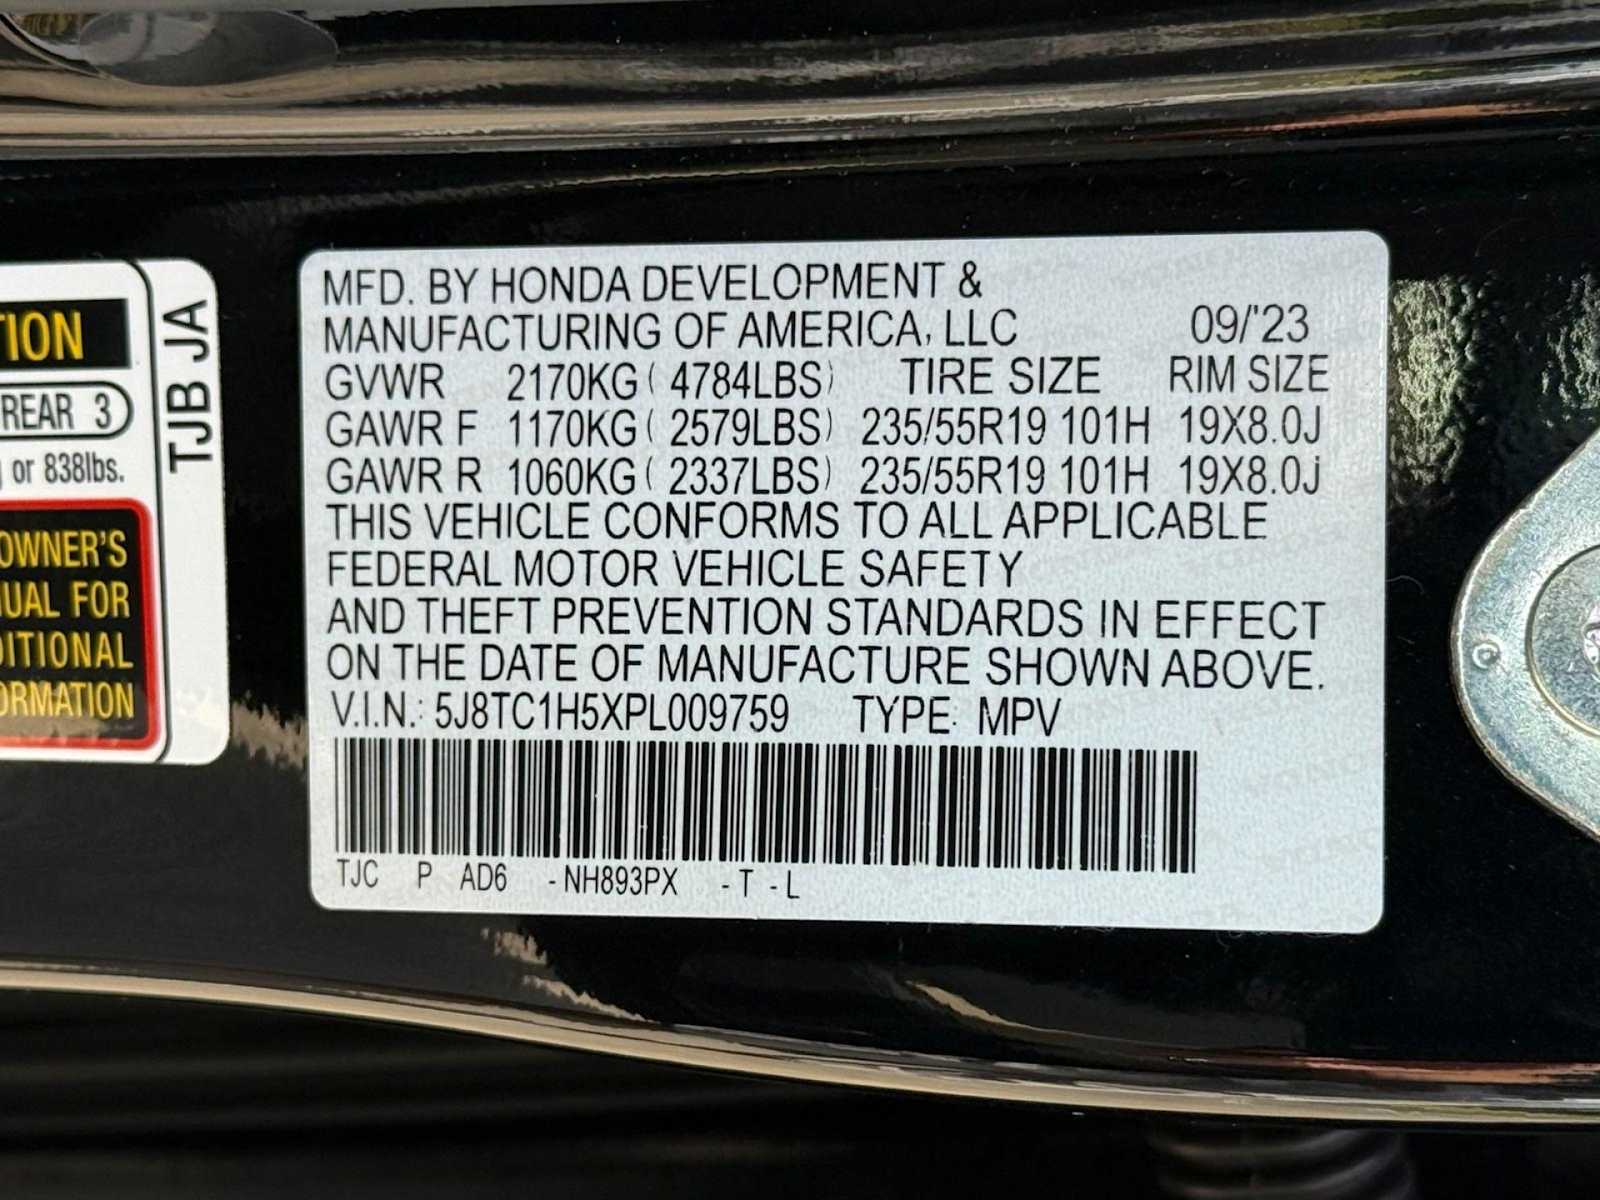 TION
REAR 3
g or 838lbs.
OWNER'S
UAL FOR
DITIONAL
ORMATION
TJB JA
MFD. BY HONDA DEVELOPMENT &
MANUFACTURING OF AMERICA, LLC 09/'23
GVWR 2170KG ( 4784LBS) TIRE SIZE RIM SIZE
GAWR F 1170KG ( 2579LBS) 235/55R19 101H 19X8.0J
GAWR R 1060KG ( 2337LBS) 235/55R19 101H 19X8.0J
THIS VEHICLE CONFORMS TO ALL APPLICABLE
FEDERAL MOTOR VEHICLE SAFETY
AND THEFT PREVENTION STANDARDS IN EFFECT
ON THE DATE OF MANUFACTURE SHOWN ABOVE.
V.I.N.: 5J8TC1H5XPL009759 TYPE: MPV
TJC P AD6 -NH893PX -T -L